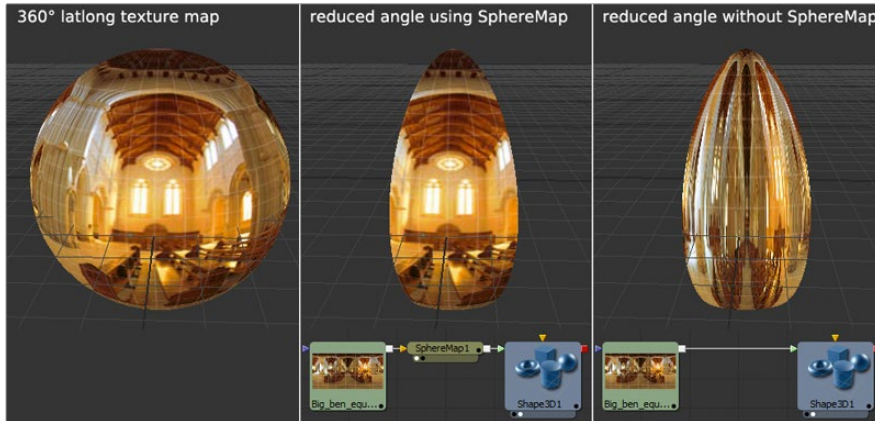 360° latlong texture map
reduced angle using SphereMap
reduced angle without SphereMap
Big_ben_equ...
SphereMap1
Shape3D1
Big_ben_equ...
Shape3D1